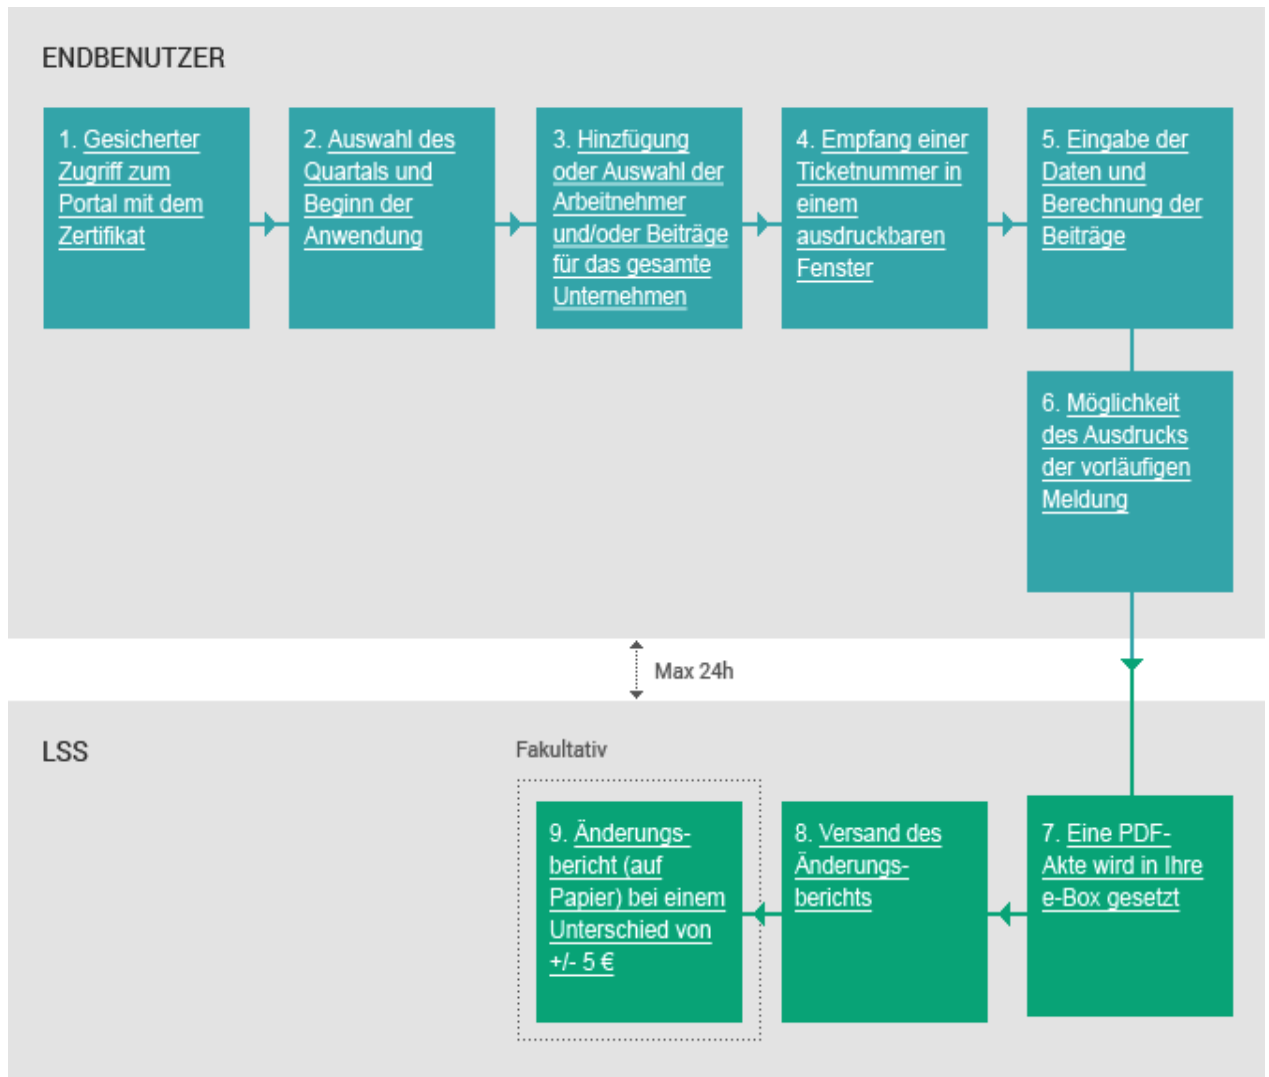 ENDBENUTZER
1. Gesicherter
Zugriff zum
Portal mit dem
Zertifikat
2. Auswahl des
Quartals und
Beginn der
Anwendung
3. Hinzfügung
oder Auswahl der
Arbeitnehmer
und/oder Beiträge
für das gesamte
Unternehmen
4. Empfang einer
Ticketnummer in
einem
ausdruckbaren
Fenster
5. Eingabe der
Daten und
Berechnung der
Beiträge
6. Möglichkeit
des Ausdrucks
der vorläufigen
Meldung
Max 24h
LSS
Fakultativ
7. Eine PDF-
Akte wird in Ihre
e-Box gesetzt
8. Versand des
Änderungs-
berichts
9. Änderungs-
bericht (auf
Papier) bei einem
Unterschied von
+/- 5 €